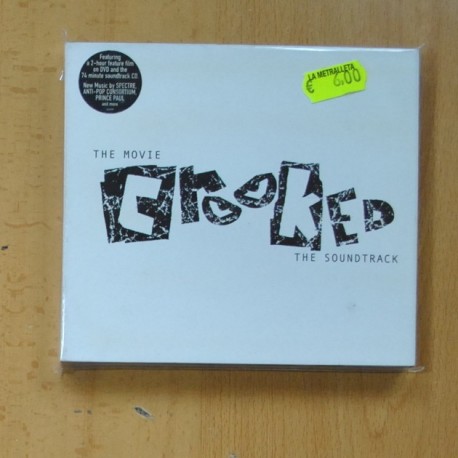 Featuring
a 2-hour feature film
on DVD and the
74 minute soundtrack CD.
New Music by SPECTRE,
ANTI-POP CONSORTIUM,
PRINCE PAUL
and more
LA METRALLETA
€ 6.00
THE MOVIE
CrOOKED
THE SOUNDTRACK